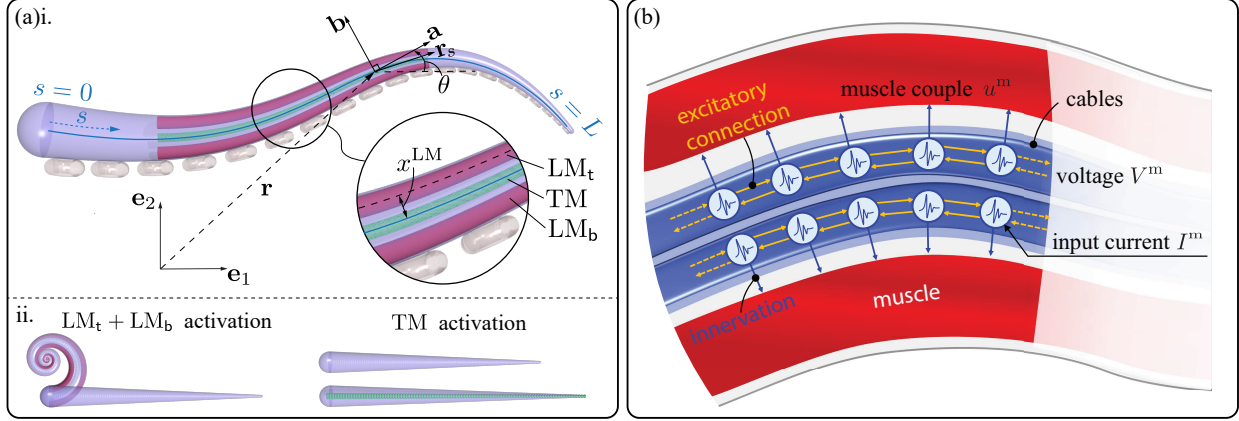 (a)i.
b
a
r_s
θ
s = 0
s
s = L
x^LM
LM_t
TM
LM_b
r
e_2
e_1
ii.
LM_t + LM_b activation
TM activation
(b)
muscle couple u^m
cables
excitatory
connection
voltage V^m
input current I^m
innervation
muscle